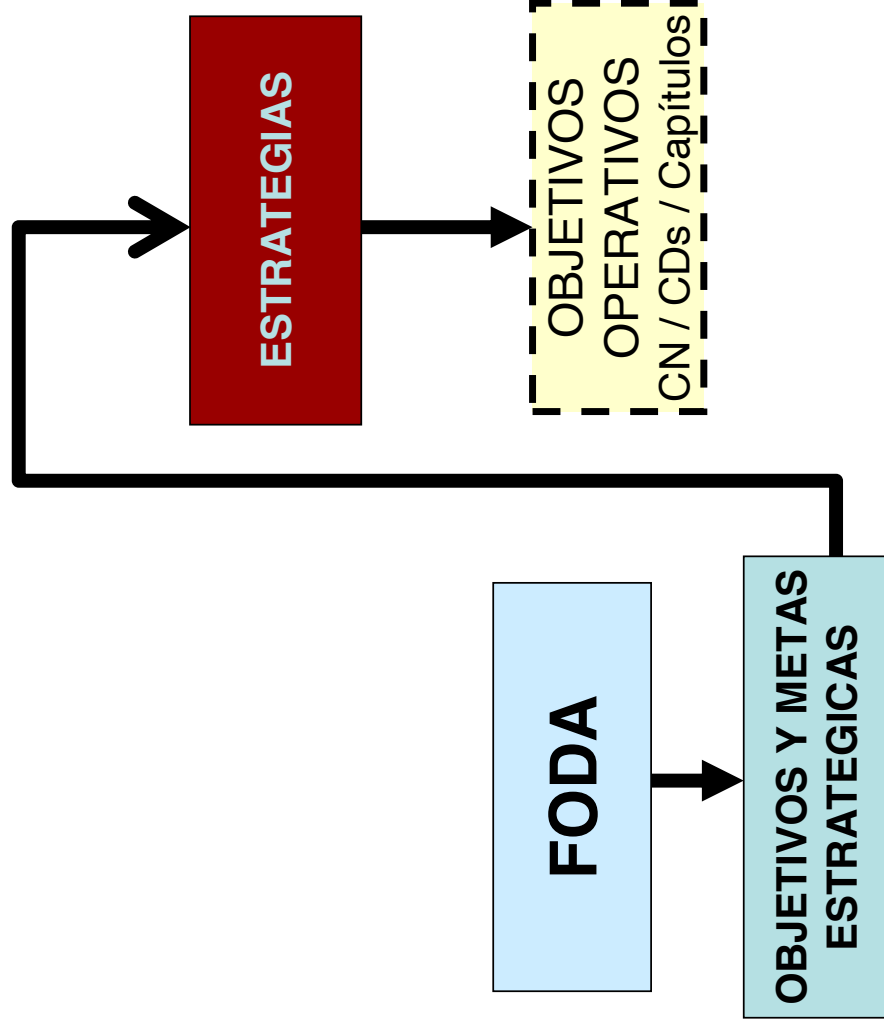 FODA
OBJETIVOS Y METAS
ESTRATEGICAS
ESTRATEGIAS
OBJETIVOS
OPERATIVOS
CN / CDs / Capítulos